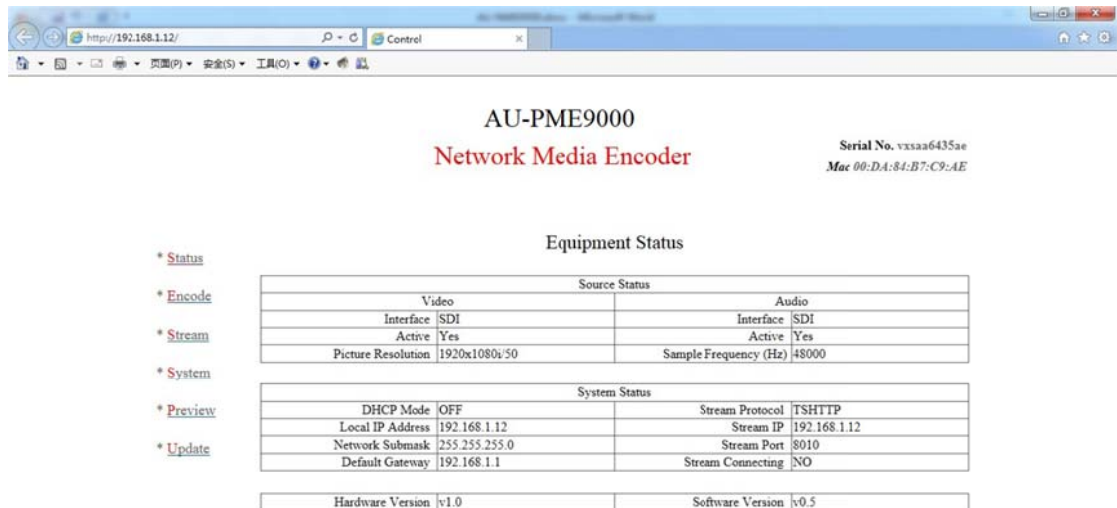 http://192.168.1.12/
Control
页面(P) 安全(S) 工具(O)
AU-PME9000
Network Media Encoder
Serial No. vxsaa6435ae
Mac 00:DA:84:B7:C9:AE
* Status
* Encode
* Stream
* System
* Preview
* Update
Equipment Status
Source Status
Video Audio
Interface SDI Interface SDI
Active Yes Active Yes
Picture Resolution 1920x1080i/50 Sample Frequency (Hz) 48000
System Status
DHCP Mode OFF Stream Protocol TSHTTP
Local IP Address 192.168.1.12 Stream IP 192.168.1.12
Network Submask 255.255.255.0 Stream Port 8010
Default Gateway 192.168.1.1 Stream Connecting NO
Hardware Version v1.0 Software Version v0.5